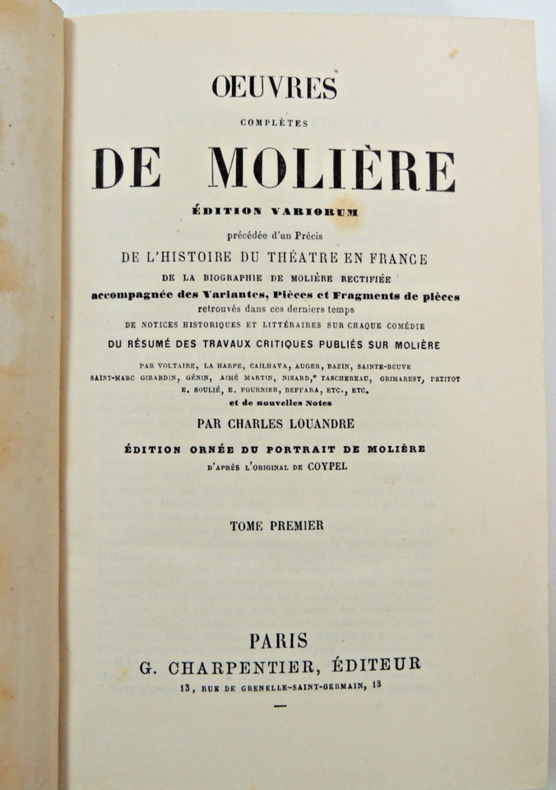 OEUVRES
COMPLÈTES
DE MOLIÈRE
ÉDITION VARIORUM
précédée d'un Précis
DE L'HISTOIRE DU THÉATRE EN FRANCE
DE LA BIOGRAPHIE DE MOLIÈRE RECTIFIÉE
accompagnée des Variantes, Pièces et Fragments de pièces
retrouvés dans ces derniers temps
DE NOTICES HISTORIQUES ET LITTÉRAIRES SUR CHAQUE COMÉDIE
DU RÉSUMÉ DES TRAVAUX CRITIQUES PUBLIÉS SUR MOLIÈRE
PAR VOLTAIRE, LA HARPE, CAILHAVA, AUGER, BAZIN, SAINTE-BEUVE
SAINT-MARC GIRARDIN, GÉNIN, AIMÉ MARTIN, NISARD, TASCHEREAU, GRIMAREST, PETITOT
E. SOULIÉ, E. FOURNIER, BEFFARA, ETC., ETC.
et de nouvelles Notes
PAR CHARLES LOUANDRE
ÉDITION ORNÉE DU PORTRAIT DE MOLIÈRE
D'APRÈS L'ORIGINAL DE COYPEL
TOME PREMIER
PARIS
G. CHARPENTIER, ÉDITEUR
13, RUE DE GRENELLE-SAINT-GERMAIN, 13